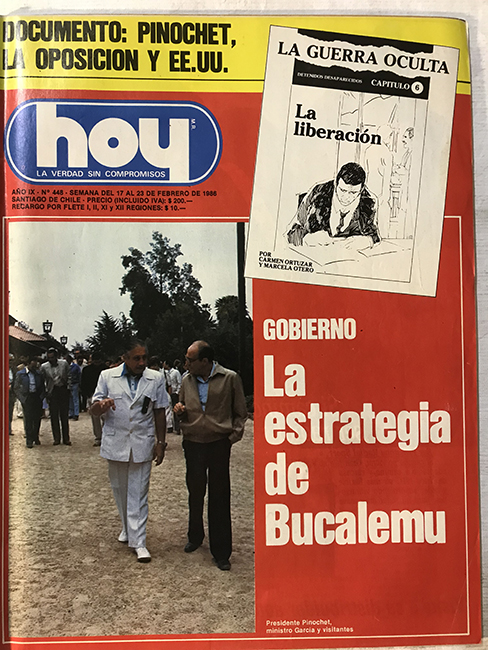 DOCUMENTO: PINOCHET,
LA OPOSICION Y EE.UU.
LA GUERRA OCULTA
DETENIDOS DESAPARECIDOS CAPITULO 6
La
liberación
POR
CARMEN ORTUZAR
Y MARCELA OTERO
hoy
M.R.
LA VERDAD SIN COMPROMISOS
AÑO IX - Nº 448 - SEMANA DEL 17 AL 23 DE FEBRERO DE 1986
SANTIAGO DE CHILE - PRECIO (INCLUIDO IVA): $ 200.—
RECARGO POR FLETE I, II, XI y XII REGIONES: $ 10.—
GOBIERNO
La
estrategia
de
Bucalemu
Presidente Pinochet,
ministro García y visitantes